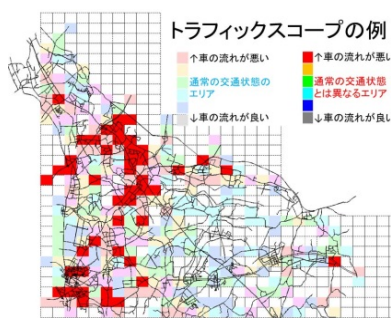 トラフィックスコープの例
↑車の流れが悪い
通常の交通状態の
エリア
↓車の流れが良い
↑車の流れが悪い
通常の交通状態
とは異なるエリア
↓車の流れが良い